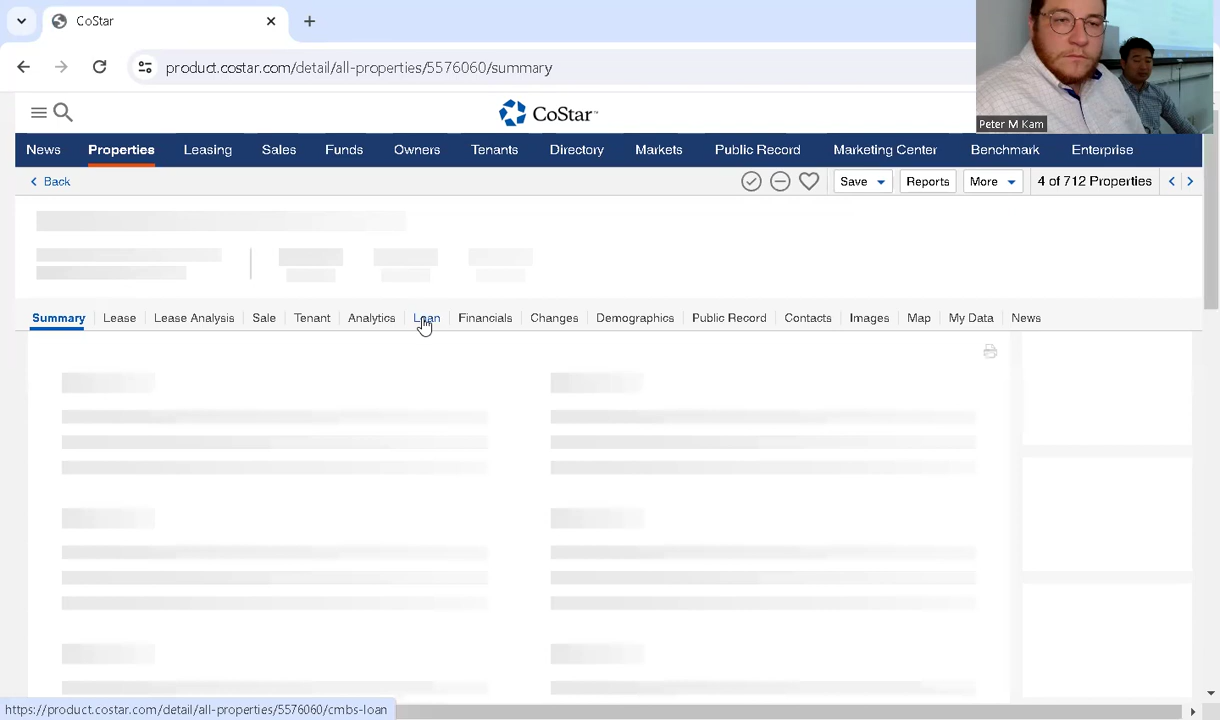 CoStar
product.costar.com/detail/all-properties/5576060/summary
Peter M Kam
CoStar™
News Properties Leasing Sales Funds Owners Tenants Directory Markets Public Record Marketing Center Benchmark Enterprise
Back Save Reports More 4 of 712 Properties
Summary Lease Lease Analysis Sale Tenant Analytics Loan Financials Changes Demographics Public Record Contacts Images Map My Data News
https://product.costar.com/detail/all-properties/5576060/cmbs-loan